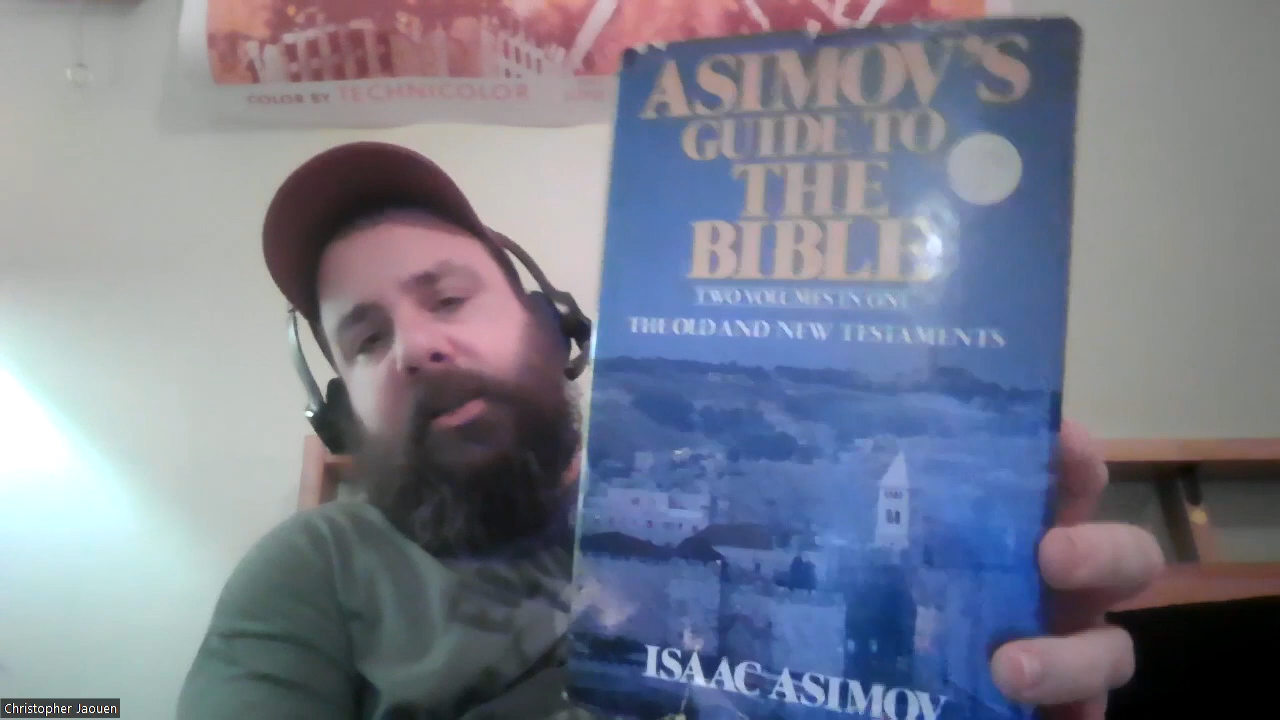 COLOR BY TECHNICOLOR
ASIMOV'S
GUIDE TO
THE
BIBLE
TWO VOLUMES IN ONE
THE OLD AND NEW TESTAMENTS
ISAAC ASIMOV
Christopher Jaouen